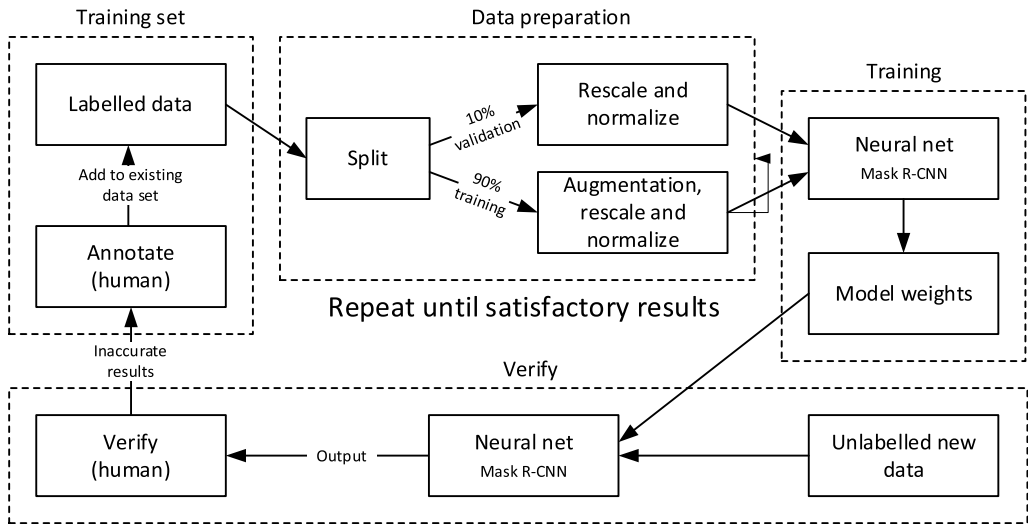 Training set
Data preparation
Training
Labelled data
Add to existing
data set
Annotate
(human)
Split
10%
validation
90%
training
Rescale and
normalize
Augmentation,
rescale and
normalize
Neural net
Mask R-CNN
Model weights
Repeat until satisfactory results
Inaccurate
results
Verify
Verify
(human)
Output
Neural net
Mask R-CNN
Unlabelled new
data